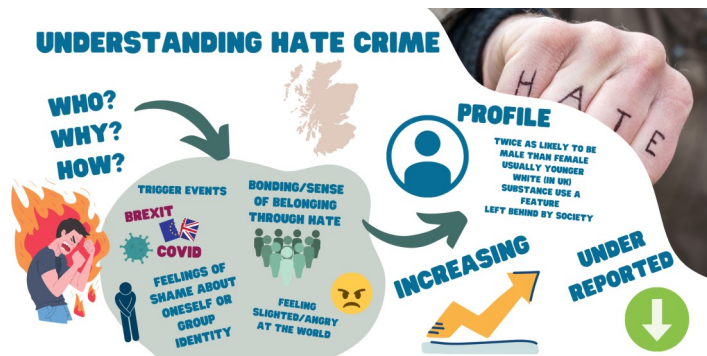 UNDERSTANDING HATE CRIME
WHO?
WHY?
HOW?
TRIGGER EVENTS
BREXIT
COVID
FEELINGS OF
SHAME ABOUT
ONESELF OR
GROUP
IDENTITY
BONDING/SENSE
OF BELONGING
THROUGH HATE
FEELING
SLIGHTED/ANGRY
AT THE WORLD
PROFILE
TWICE AS LIKELY TO BE
MALE THAN FEMALE
USUALLY YOUNGER
WHITE (IN UK)
SUBSTANCE USE A
FEATURE
LEFT BEHIND BY SOCIETY
HATE
INCREASING
UNDER
REPORTED